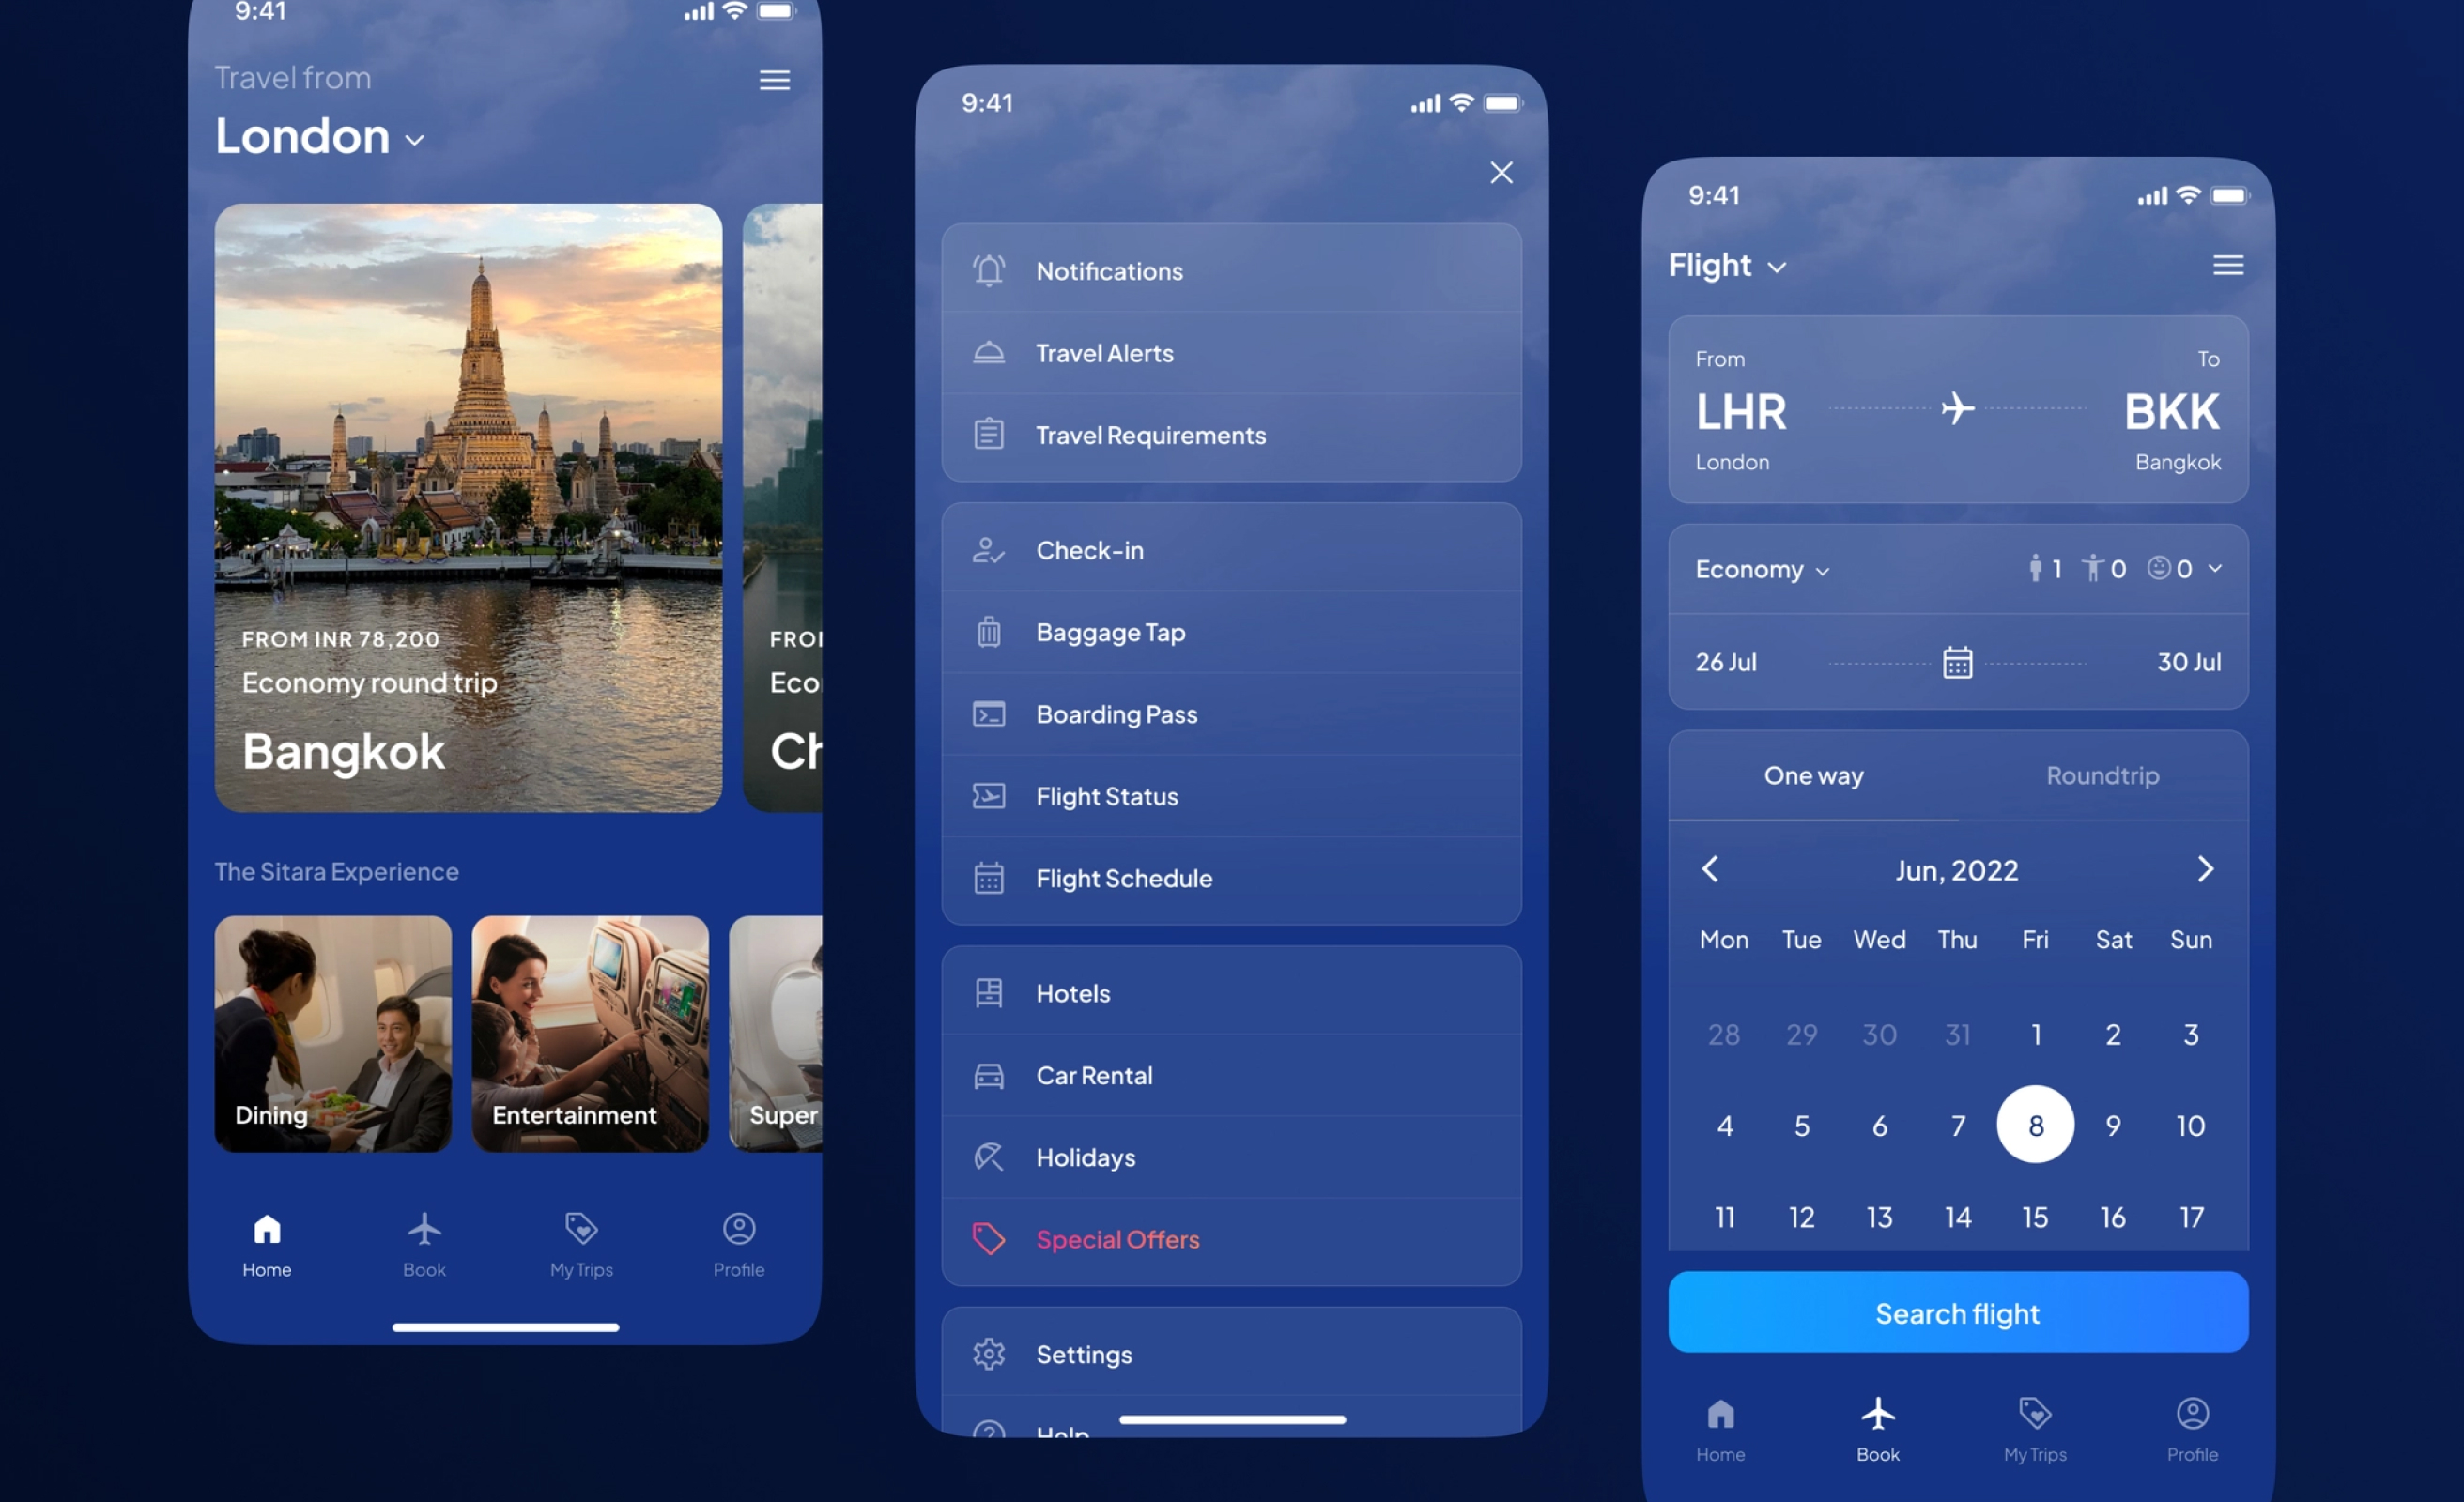 9:41
Travel from
London
FROM INR 78,200
Economy round trip
Bangkok
The Sitara Experience
Dining
Entertainment
Super
Home Book My Trips Profile
9:41
Notifications
Travel Alerts
Travel Requirements
Check-in
Baggage Tap
Boarding Pass
Flight Status
Flight Schedule
Hotels
Car Rental
Holidays
Special Offers
Settings
Help
9:41
Flight
From To
LHR BKK
London Bangkok
Economy 1 0 0
26 Jul 30 Jul
One way Roundtrip
Jun, 2022
Mon Tue Wed Thu Fri Sat Sun
28 29 30 31 1 2 3
4 5 6 7 8 9 10
11 12 13 14 15 16 17
Search flight
Home Book My Trips Profile